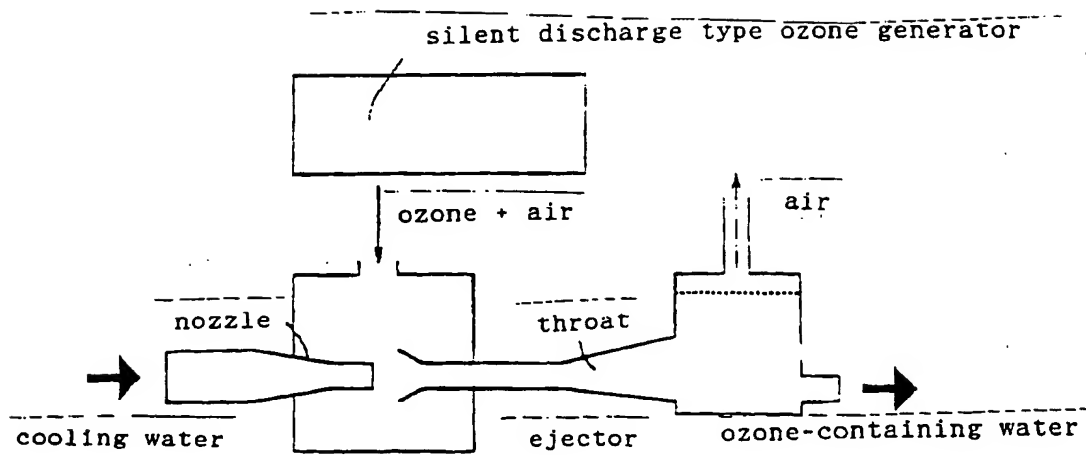 silent discharge type ozone generator
ozone + air
air
nozzle
throat
cooling water
ejector
ozone-containing water